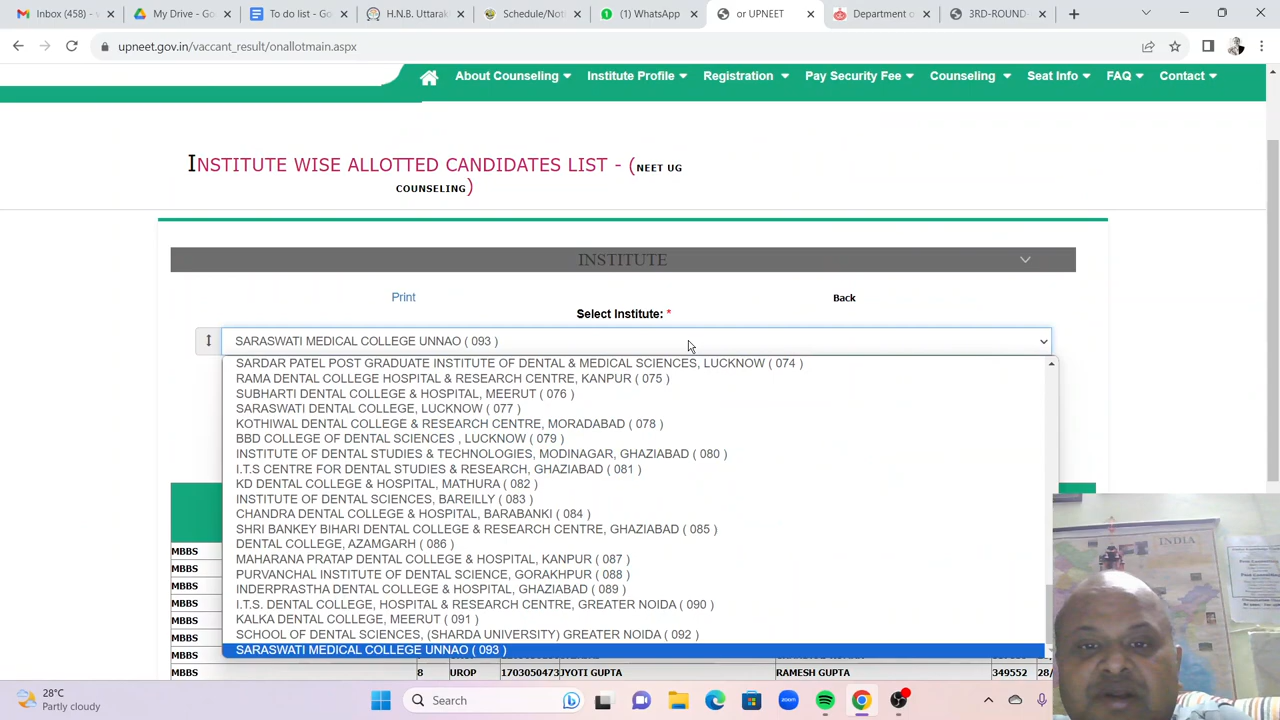 Inbox (458) -
My Drive - Go
To do list - Go
H.N.B. Uttarak
Schedule/Noti
(1) WhatsApp
or UPNEET
Department o
3RD-ROUND-
upneet.gov.in/vaccant_result/onallotmain.aspx
About Counseling
Institute Profile
Registration
Pay Security Fee
Counseling
Seat Info
FAQ
Contact
INSTITUTE WISE ALLOTTED CANDIDATES LIST - (NEET UG
COUNSELING)
INSTITUTE
Print
Back
Select Institute: *
SARASWATI MEDICAL COLLEGE UNNAO ( 093 )
SARDAR PATEL POST GRADUATE INSTITUTE OF DENTAL & MEDICAL SCIENCES, LUCKNOW ( 074 )
RAMA DENTAL COLLEGE HOSPITAL & RESEARCH CENTRE, KANPUR ( 075 )
SUBHARTI DENTAL COLLEGE & HOSPITAL, MEERUT ( 076 )
SARASWATI DENTAL COLLEGE, LUCKNOW ( 077 )
KOTHIWAL DENTAL COLLEGE & RESEARCH CENTRE, MORADABAD ( 078 )
BBD COLLEGE OF DENTAL SCIENCES , LUCKNOW ( 079 )
INSTITUTE OF DENTAL STUDIES & TECHNOLOGIES, MODINAGAR, GHAZIABAD ( 080 )
I.T.S CENTRE FOR DENTAL STUDIES & RESEARCH, GHAZIABAD ( 081 )
KD DENTAL COLLEGE & HOSPITAL, MATHURA ( 082 )
INSTITUTE OF DENTAL SCIENCES, BAREILLY ( 083 )
CHANDRA DENTAL COLLEGE & HOSPITAL, BARABANKI ( 084 )
SHRI BANKEY BIHARI DENTAL COLLEGE & RESEARCH CENTRE, GHAZIABAD ( 085 )
DENTAL COLLEGE, AZAMGARH ( 086 )
MAHARANA PRATAP DENTAL COLLEGE & HOSPITAL, KANPUR ( 087 )
PURVANCHAL INSTITUTE OF DENTAL SCIENCE, GORAKHPUR ( 088 )
INDERPRASTHA DENTAL COLLEGE & HOSPITAL, GHAZIABAD ( 089 )
I.T.S. DENTAL COLLEGE, HOSPITAL & RESEARCH CENTRE, GREATER NOIDA ( 090 )
KALKA DENTAL COLLEGE, MEERUT ( 091 )
SCHOOL OF DENTAL SCIENCES, (SHARDA UNIVERSITY) GREATER NOIDA ( 092 )
SARASWATI MEDICAL COLLEGE UNNAO ( 093 )
MBBS
MBBS
MBBS
MBBS
MBBS
MBBS
MBBS
MBBS 8 UROP 1703050473 JYOTI GUPTA RAMESH GUPTA 349552 28/
INDIA
28°C
Partly cloudy
Search
zoom